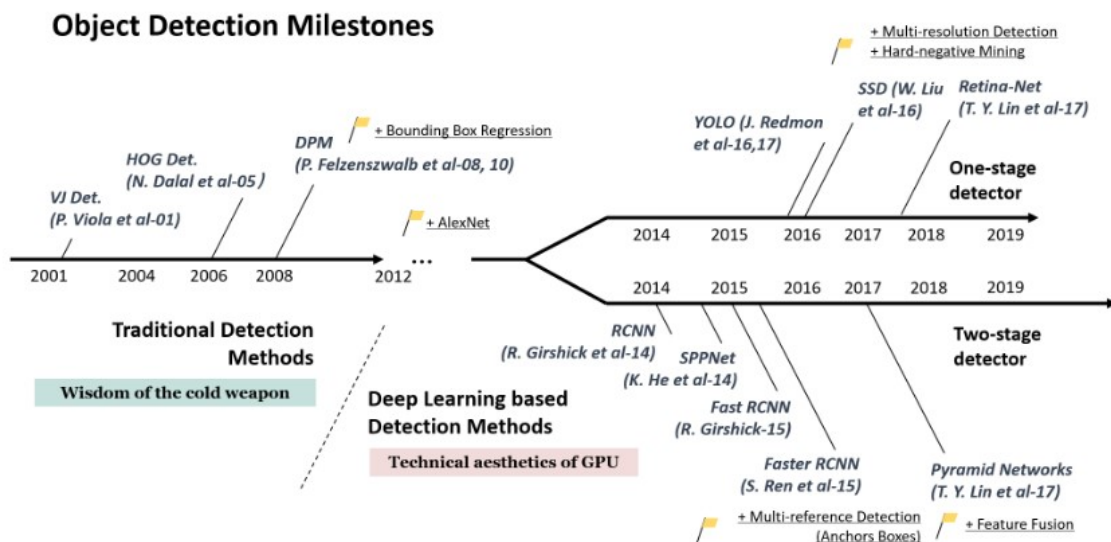 Object Detection Milestones
+ Multi-resolution Detection
+ Hard-negative Mining
SSD (W. Liu
et al-16)
Retina-Net
(T. Y. Lin et al-17)
YOLO (J. Redmon
et al-16,17)
+ Bounding Box Regression
DPM
(P. Felzenszwalb et al-08, 10)
HOG Det.
(N. Dalal et al-05)
VJ Det.
(P. Viola et al-01)
One-stage
detector
+ AlexNet
2014 2015 2016 2017 2018 2019
2001 2004 2006 2008 2012 ...
2014 2015 2016 2017 2018 2019
Traditional Detection
Methods
Wisdom of the cold weapon
Two-stage
detector
RCNN
(R. Girshick et al-14)
SPPNet
(K. He et al-14)
Deep Learning based
Detection Methods
Technical aesthetics of GPU
Fast RCNN
(R. Girshick-15)
Faster RCNN
(S. Ren et al-15)
Pyramid Networks
(T. Y. Lin et al-17)
+ Multi-reference Detection
(Anchors Boxes)
+ Feature Fusion